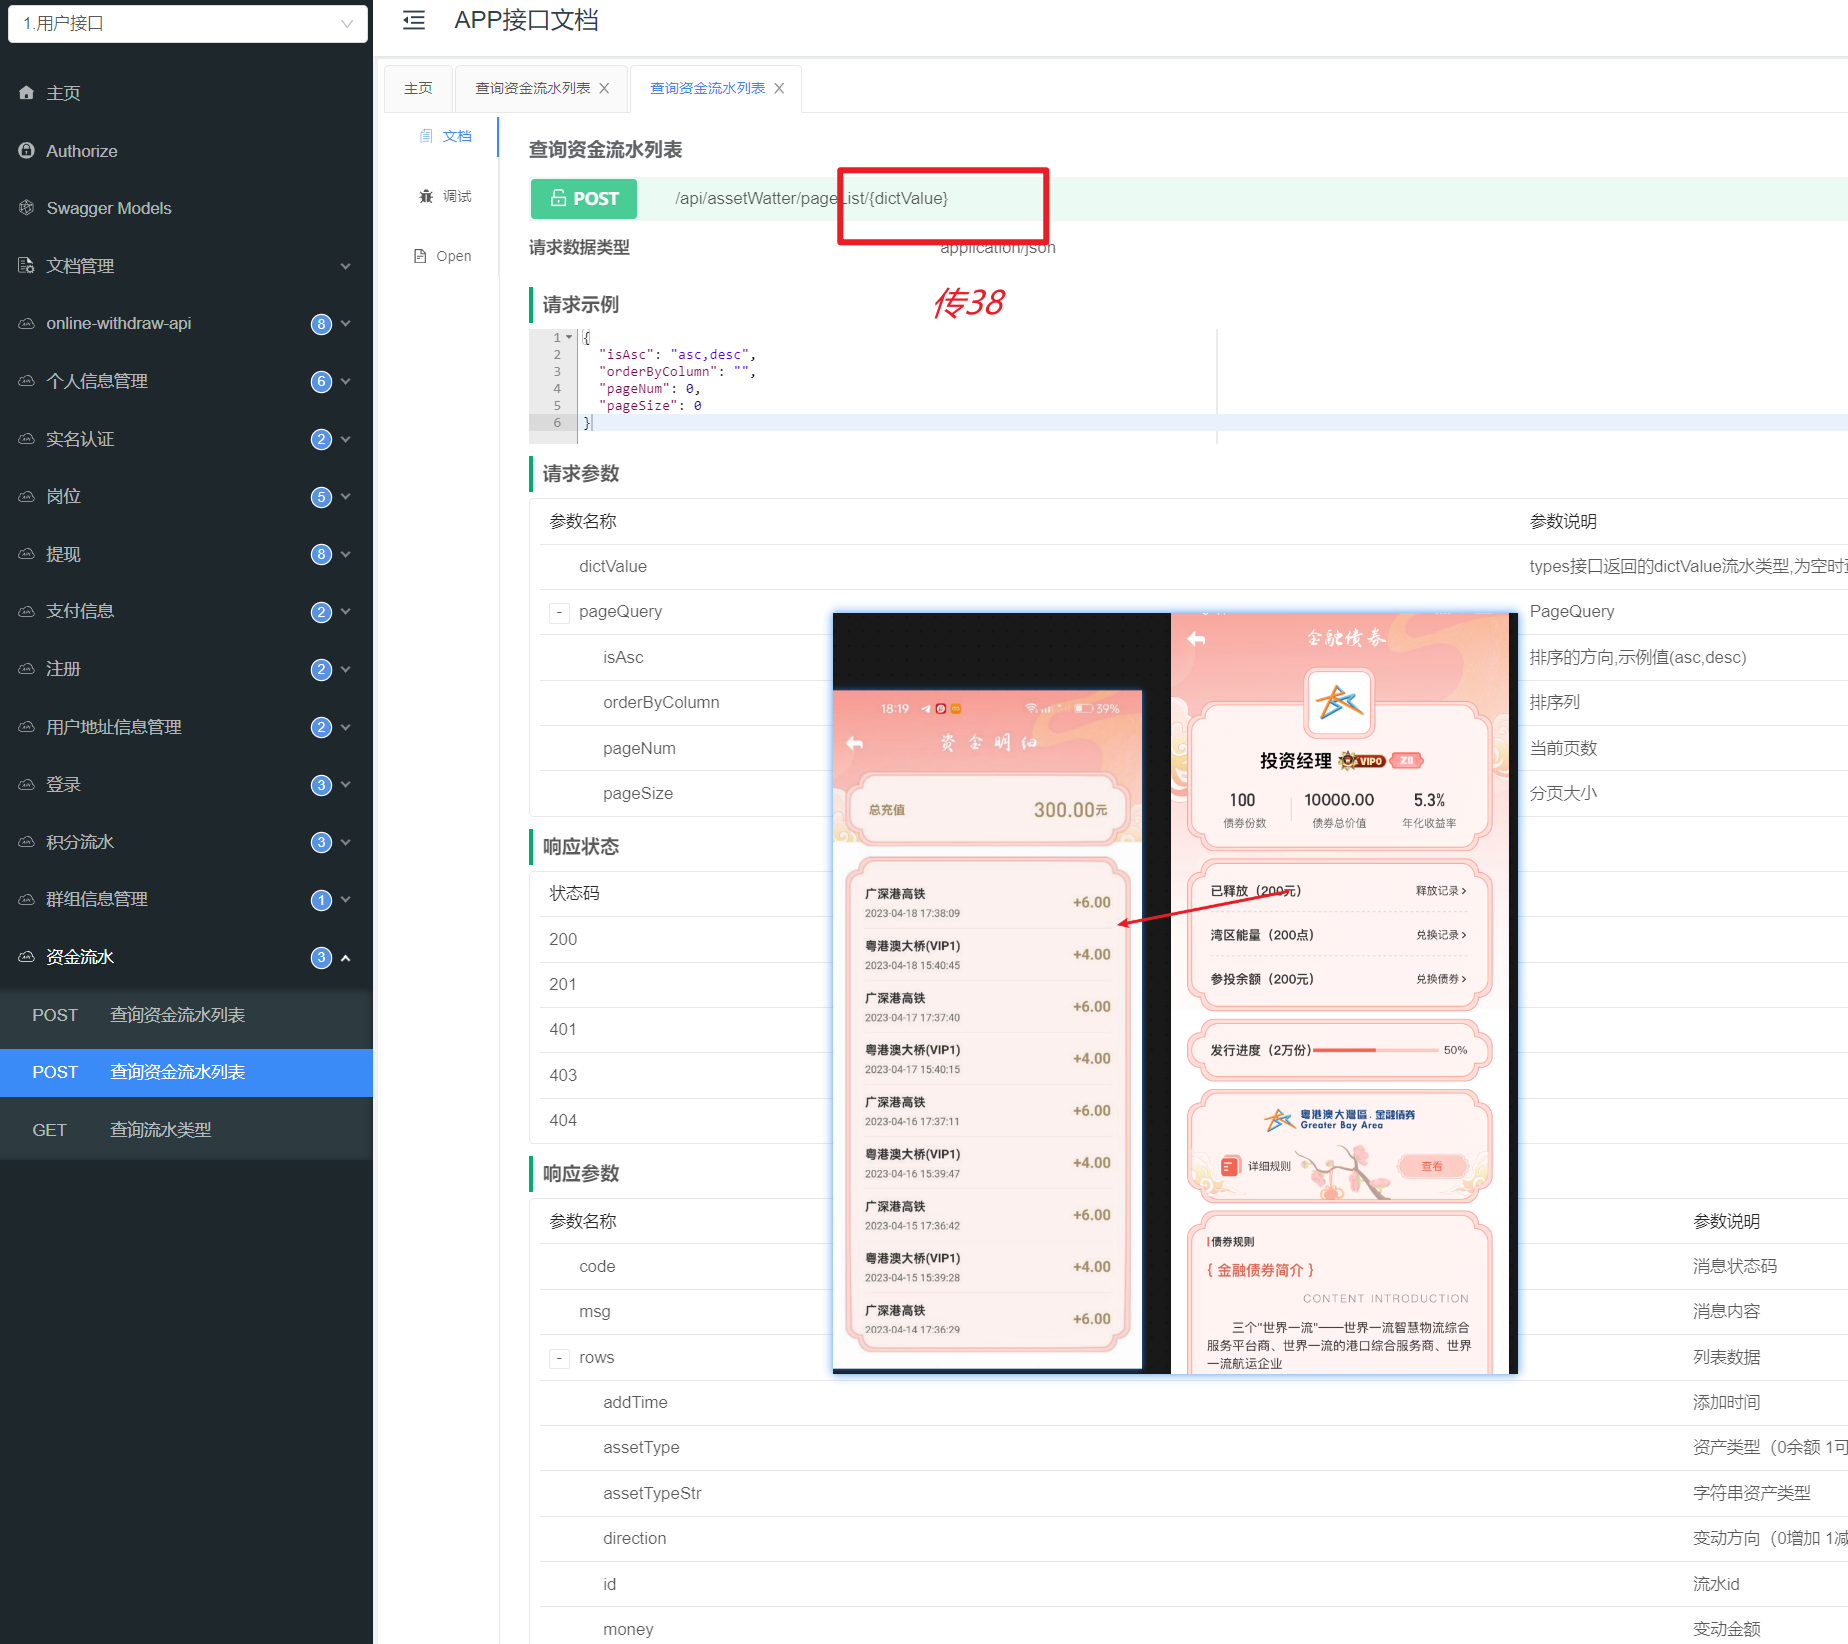 1.用户接口
主页
Authorize
Swagger Models
文档管理
online-withdraw-api 8
个人信息管理 6
实名认证 2
岗位 5
提现 8
支付信息 2
注册 2
用户地址信息管理 2
登录 3
积分流水 3
群组信息管理 1
资金流水 3
POST 查询资金流水列表
POST 查询资金流水列表
GET 查询流水类型
APP接口文档
主页 查询资金流水列表 查询资金流水列表
文档
调试
Open
查询资金流水列表
POST /api/assetWatter/pageList/{dictValue}
请求数据类型 application/json
传38
请求示例
1 {
2 "isAsc": "asc,desc",
3 "orderByColumn": "",
4 "pageNum": 0,
5 "pageSize": 0
6 }
请求参数
参数名称 参数说明
dictValue types接口返回的dictValue流水类型,为空时
- pageQuery PageQuery
isAsc 排序的方向,示例值(asc,desc)
orderByColumn 排序列
pageNum 当前页数
pageSize 分页大小
响应状态
状态码
200
201
401
403
404
响应参数
参数名称 参数说明
code 消息状态码
msg 消息内容
- rows 列表数据
addTime 添加时间
assetType 资产类型（0余额 1可
assetTypeStr 字符串资产类型
direction 变动方向（0增加 1减
id 流水id
money 变动金额
18:19 39%
资金明细
总充值 300.00元
广深港高铁
2023-04-18 17:38:09 +6.00
粤港澳大桥(VIP1)
2023-04-18 15:40:45 +4.00
广深港高铁
2023-04-17 17:37:40 +6.00
粤港澳大桥(VIP1)
2023-04-17 15:40:15 +4.00
广深港高铁
2023-04-16 17:37:11 +6.00
粤港澳大桥(VIP1)
2023-04-16 15:39:47 +4.00
广深港高铁
2023-04-15 17:36:42 +6.00
粤港澳大桥(VIP1)
2023-04-15 15:39:28 +4.00
广深港高铁
2023-04-14 17:36:29 +6.00
金融债券
投资经理 VIP0 Z0
100 10000.00 5.3%
债券份数 债券总价值 年化收益率
已释放（200元） 释放记录
湾区能量（200点） 兑换记录
参投余额（200元） 兑换债券
发行进度（2万份） 50%
粤港澳大灣區.金融債券
Greater Bay Area
详细规则 查看
债券规则
{ 金融债券简介 }
CONTENT INTRODUCTION
三个"世界一流"——世界一流智慧物流综合
服务平台商、世界一流的港口综合服务商、世界
一流航运企业